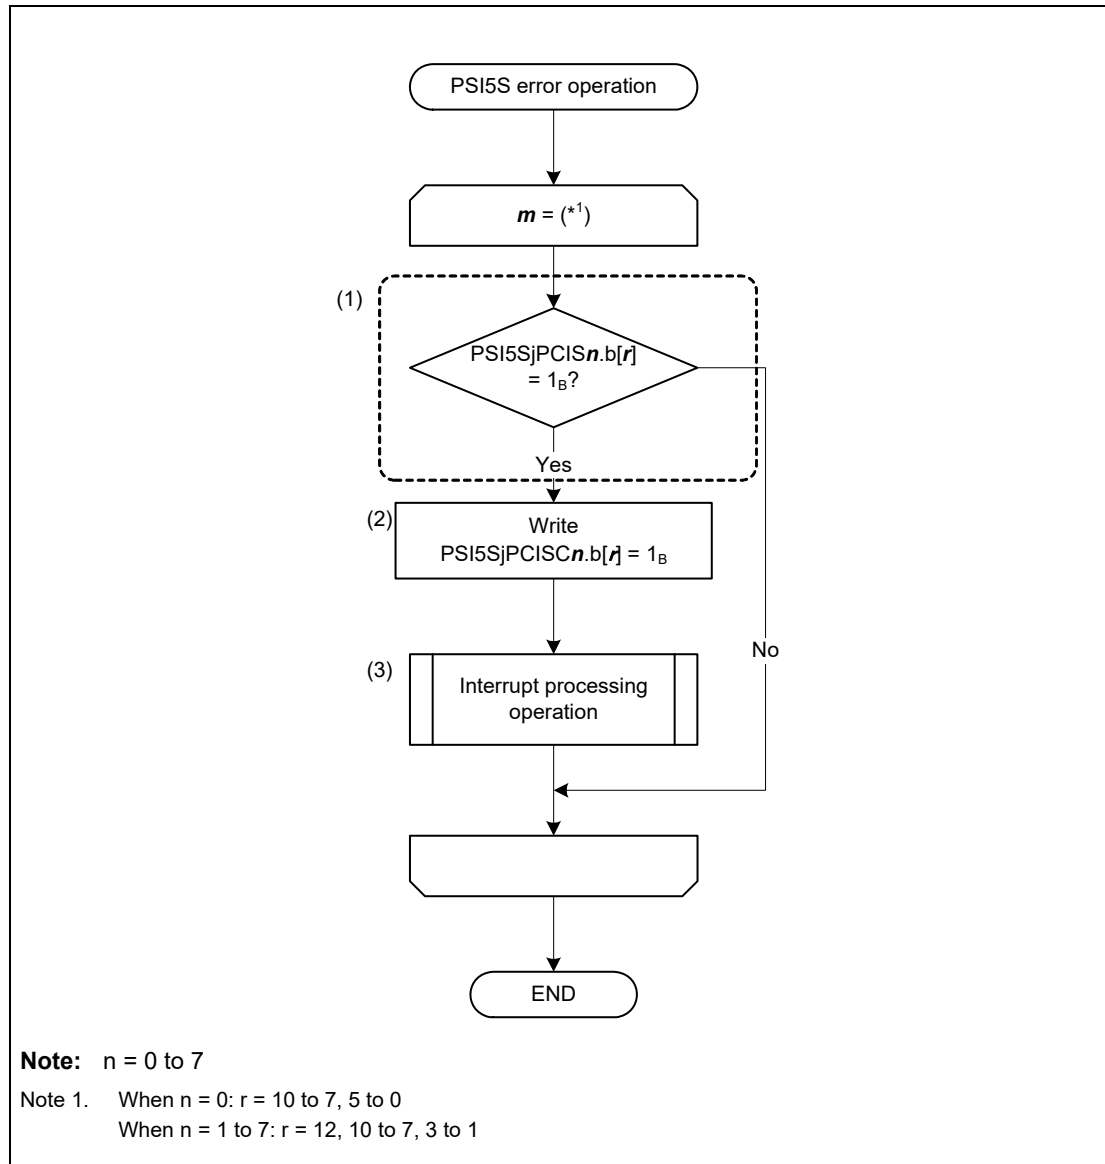 PSI5S error operation
m = (*1)
(1)
PSI5SjPCISn.b[r]
= 1B?
Yes
(2)
Write
PSI5SjPCISCn.b[r] = 1B
No
(3)
Interrupt processing
operation
END
Note: n = 0 to 7
Note 1. When n = 0: r = 10 to 7, 5 to 0
When n = 1 to 7: r = 12, 10 to 7, 3 to 1